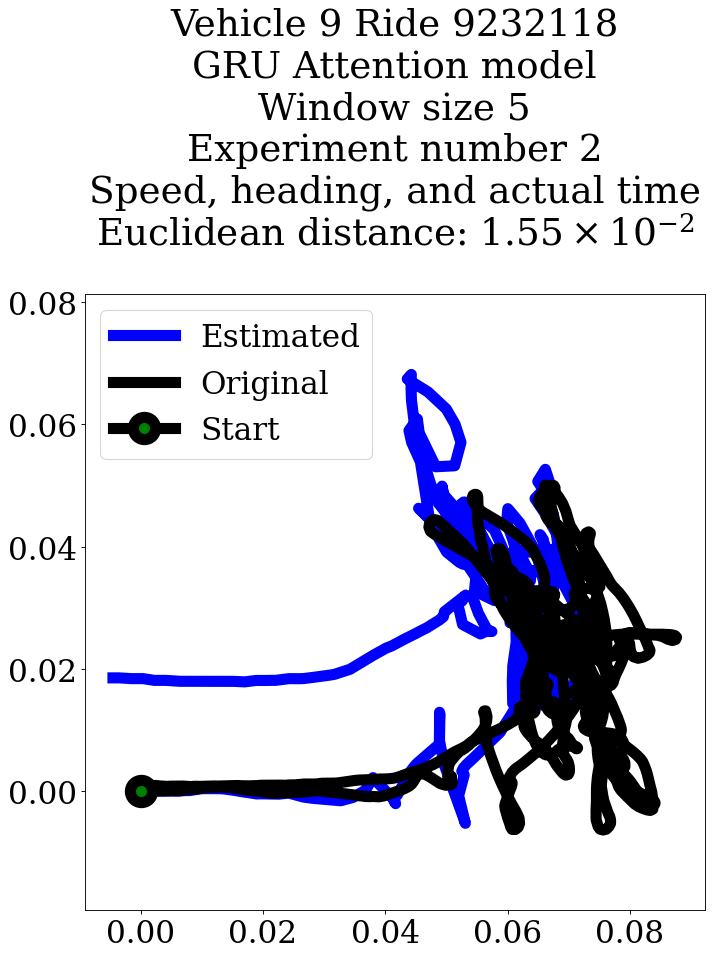 Vehicle 9 Ride 9232118
GRU Attention model
Window size 5
Experiment number 2
Speed, heading, and actual time
Euclidean distance: 1.55 × 10⁻²
0.08
0.06
0.04
0.02
0.00
Estimated
Original
Start
0.00 0.02 0.04 0.06 0.08